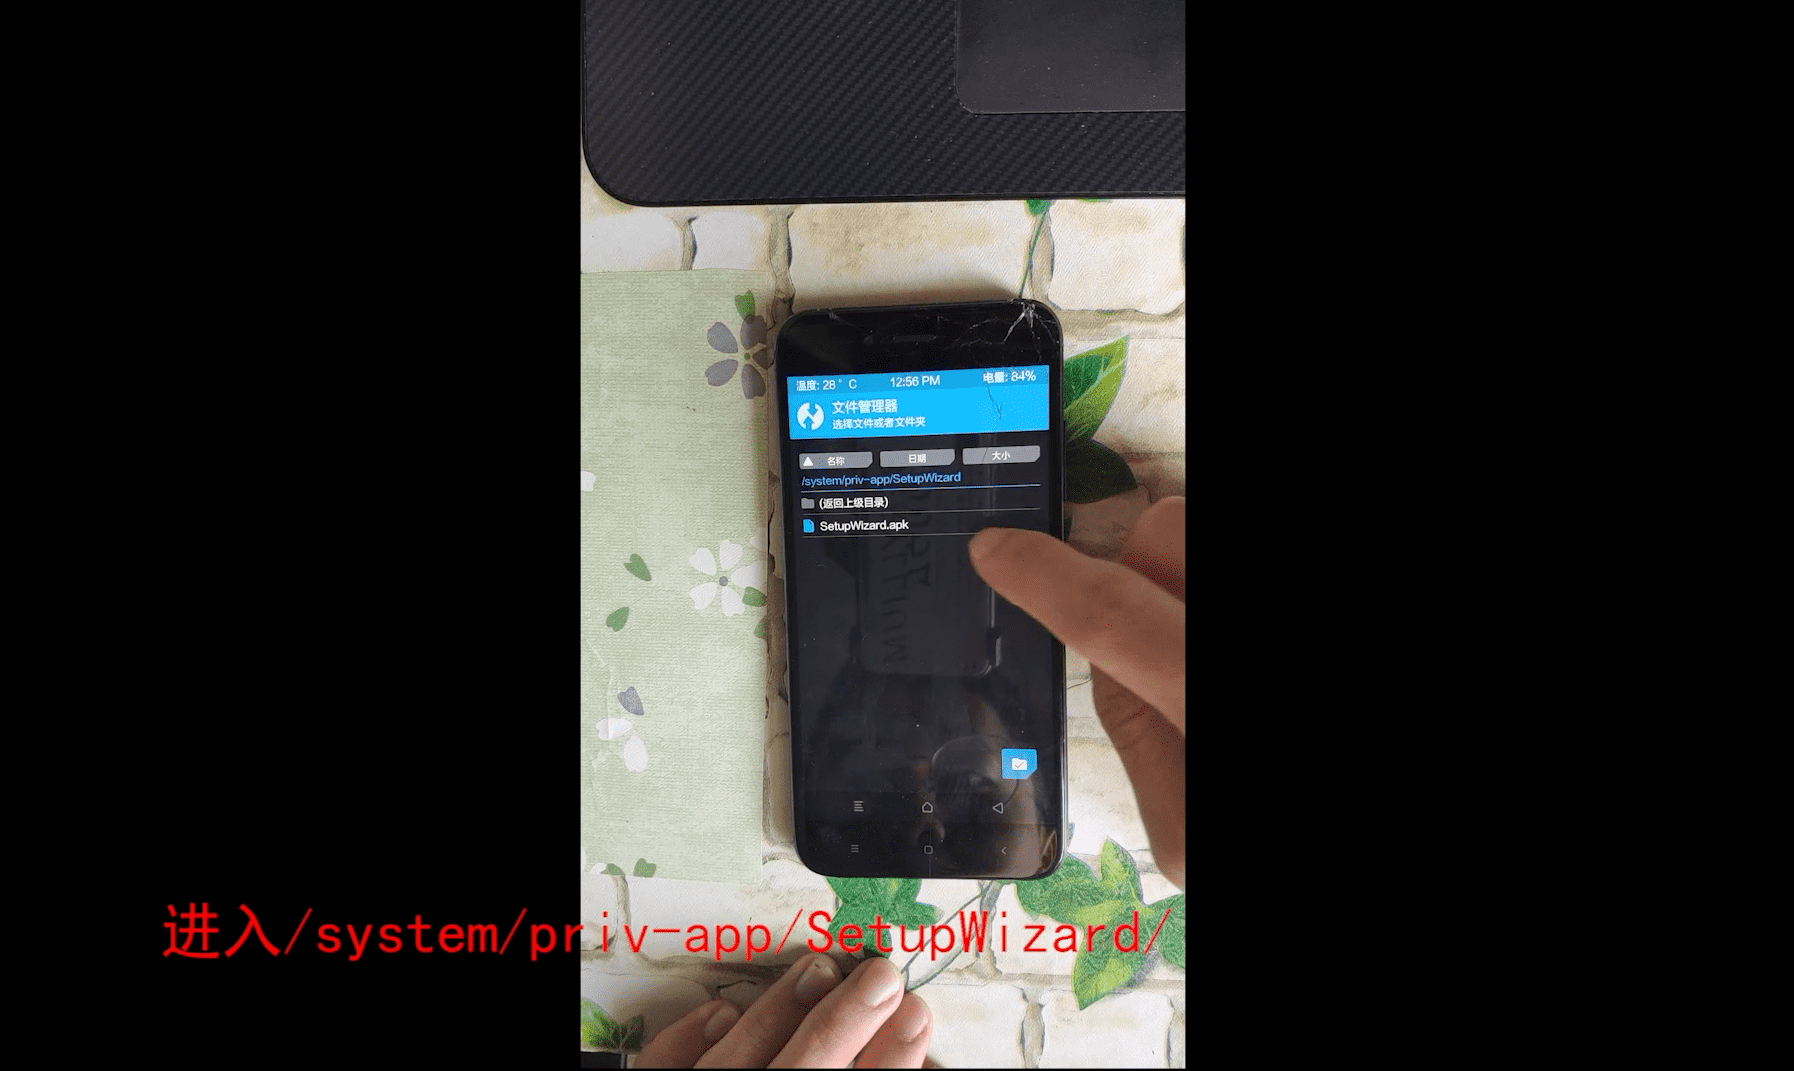 温度: 28 ° C 12:56 PM 电量: 84%
文件管理器
选择文件或者文件夹
名称 日期 大小
/system/priv-app/SetupWizard
(返回上级目录)
SetupWizard.apk
进入/system/priv-app/SetupWizard/